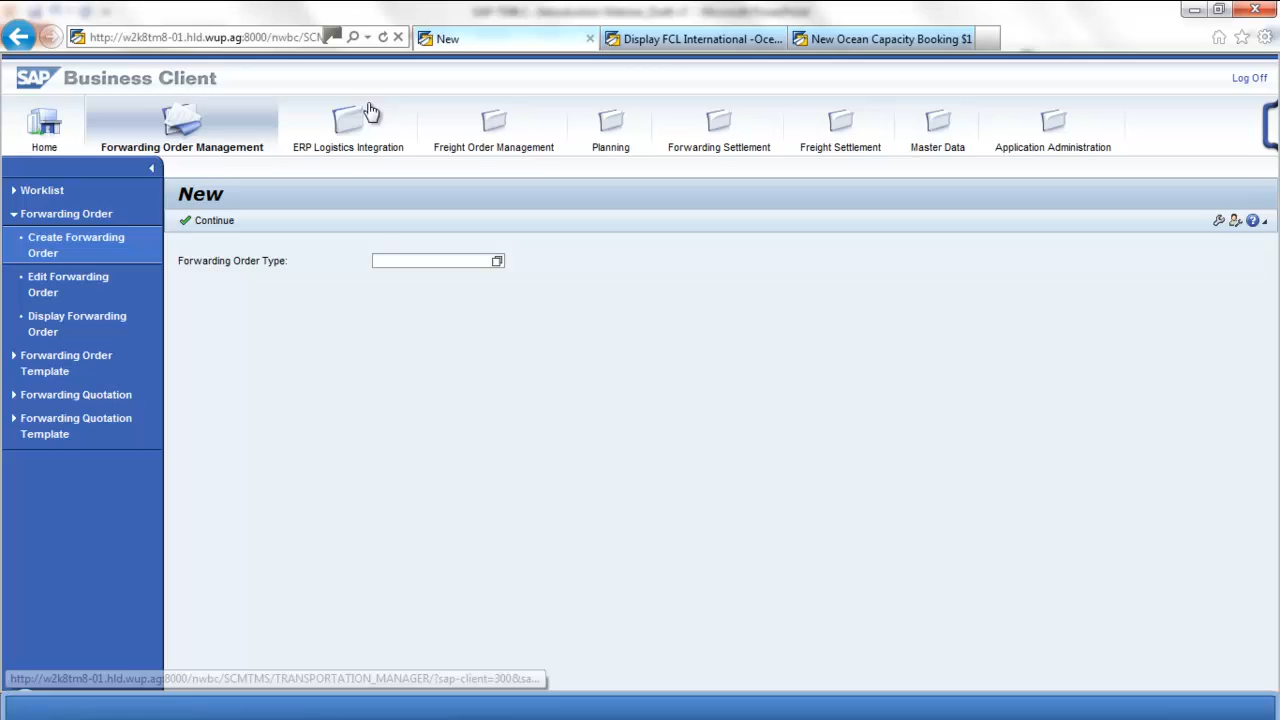 http://w2k8tm8-01.hld.wup.ag:8000/nwbc/SCM
New
Display FCL International -Oce...
New Ocean Capacity Booking $1
SAP Business Client
Log Off
Home
Forwarding Order Management
ERP Logistics Integration
Freight Order Management
Planning
Forwarding Settlement
Freight Settlement
Master Data
Application Administration
Worklist
Forwarding Order
Create Forwarding
Order
Edit Forwarding
Order
Display Forwarding
Order
Forwarding Order
Template
Forwarding Quotation
Forwarding Quotation
Template
New
Continue
Forwarding Order Type:
http://w2k8tm8-01.hld.wup.ag:8000/nwbc/SCMTMS/TRANSPORTATION_MANAGER/?sap-client=300&sa...